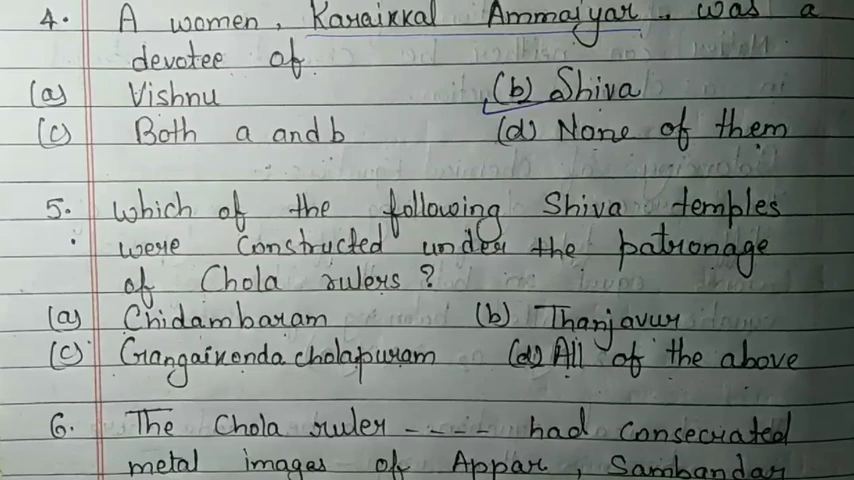 4. A women, Karaikkal Ammaiyar, was a
devotee of
(a) Vishnu (b) Shiva
(c) Both a and b (d) None of them
5. Which of the following Shiva temples
were constructed under the patronage
of Chola rulers ?
(a) Chidambaram (b) Thanjavur
(c) Gangaikonda cholapuram (d) All of the above
6. The Chola ruler ---- had consecrated
metal images of Appar, Sambandar